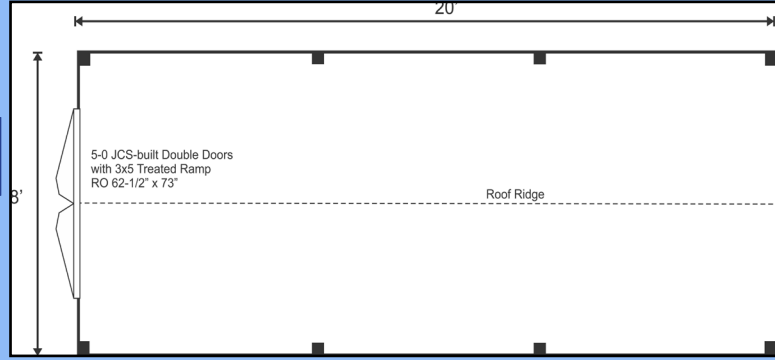 20'
5-0 JCS-built Double Doors
with 3x5 Treated Ramp
RO 62-1/2" x 73"
Roof Ridge
8'